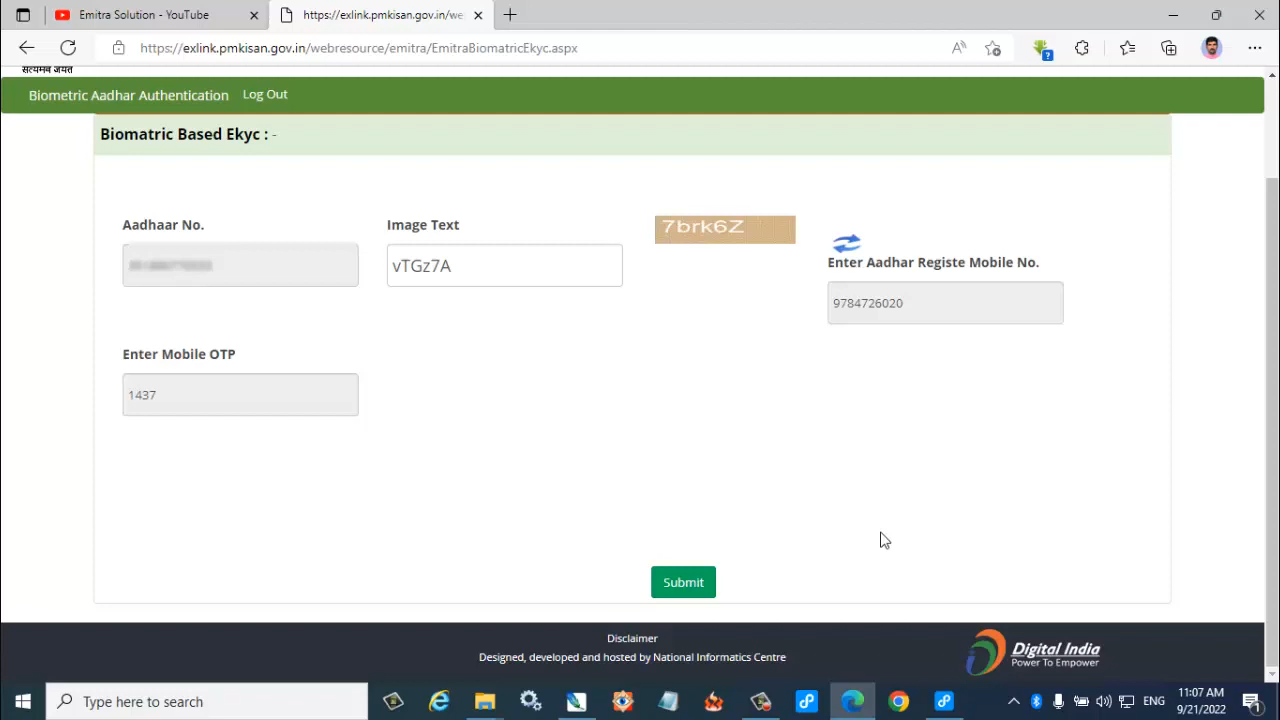 Emitra Solution - YouTube
https://exlink.pmkisan.gov.in/we
https://exlink.pmkisan.gov.in/webresource/emitra/EmitraBiomatricEkyc.aspx
सत्यमेव जयते
Biometric Aadhar Authentication Log Out
Biomatric Based Ekyc : -
Aadhaar No.
Image Text
7brk6Z
vTGz7A
Enter Aadhar Registe Mobile No.
9784726020
Enter Mobile OTP
1437
Submit
Disclaimer
Designed, developed and hosted by National Informatics Centre
Digital India
Power To Empower
Type here to search
ENG
11:07 AM
9/21/2022